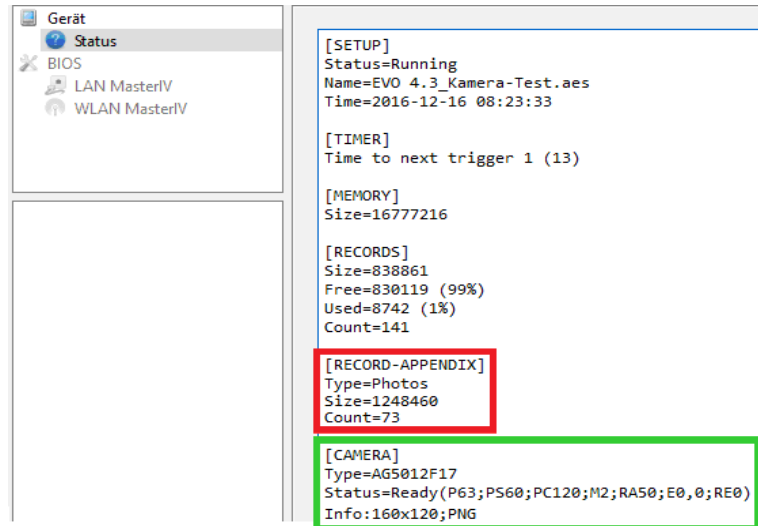 Gerät
Status
BIOS
LAN MasterIV
WLAN MasterIV
[SETUP]
Status=Running
Name=EVO 4.3_Kamera-Test.aes
Time=2016-12-16 08:23:33
[TIMER]
Time to next trigger 1 (13)
[MEMORY]
Size=16777216
[RECORDS]
Size=838861
Free=830119 (99%)
Used=8742 (1%)
Count=141
[RECORD-APPENDIX]
Type=Photos
Size=1248460
Count=73
[CAMERA]
Type=AG5012F17
Status=Ready(P63;PS60;PC120;M2;RA50;E0,0;RE0)
Info:160x120;PNG